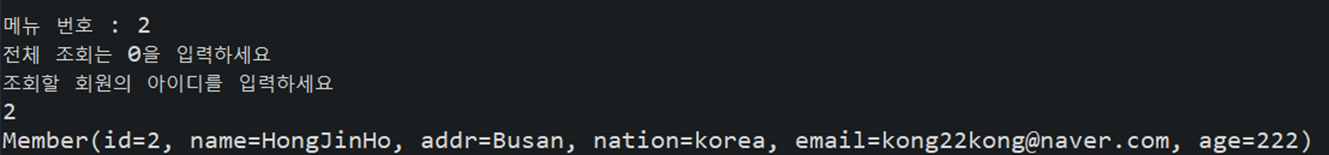 메뉴 번호 : 2
전체 조회는 0을 입력하세요
조회할 회원의 아이디를 입력하세요
2
Member(id=2, name=HongJinHo, addr=Busan, nation=korea, email=kong22kong@naver.com, age=222)